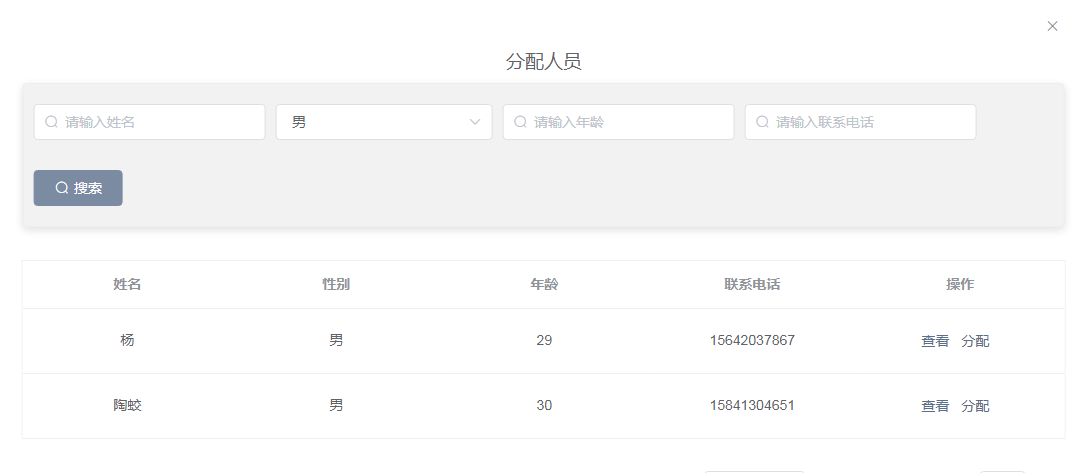 分配人员
请输入姓名 男 请输入年龄 请输入联系电话
搜索
姓名 性别 年龄 联系电话 操作
杨 男 29 15642037867 查看 分配
陶蛟 男 30 15841304651 查看 分配